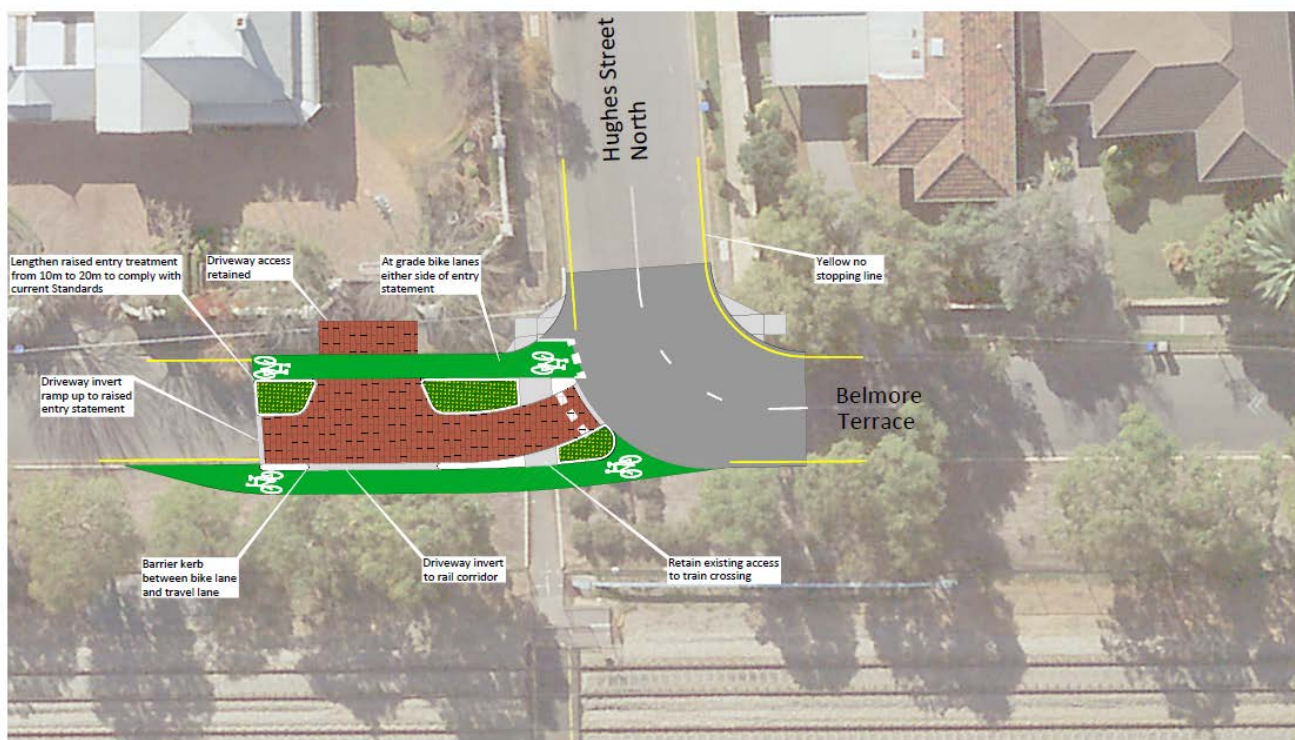 Hughes Street
North
Lengthen raised entry treatment
from 10m to 20m to comply with
current Standards
Driveway access
retained
At grade bike lanes
either side of entry
statement
Yellow no
stopping line
Driveway invert
ramp up to raised
entry statement
Belmore
Terrace
Barrier kerb
between bike lane
and travel lane
Driveway invert
to rail corridor
Retain existing access
to train crossing